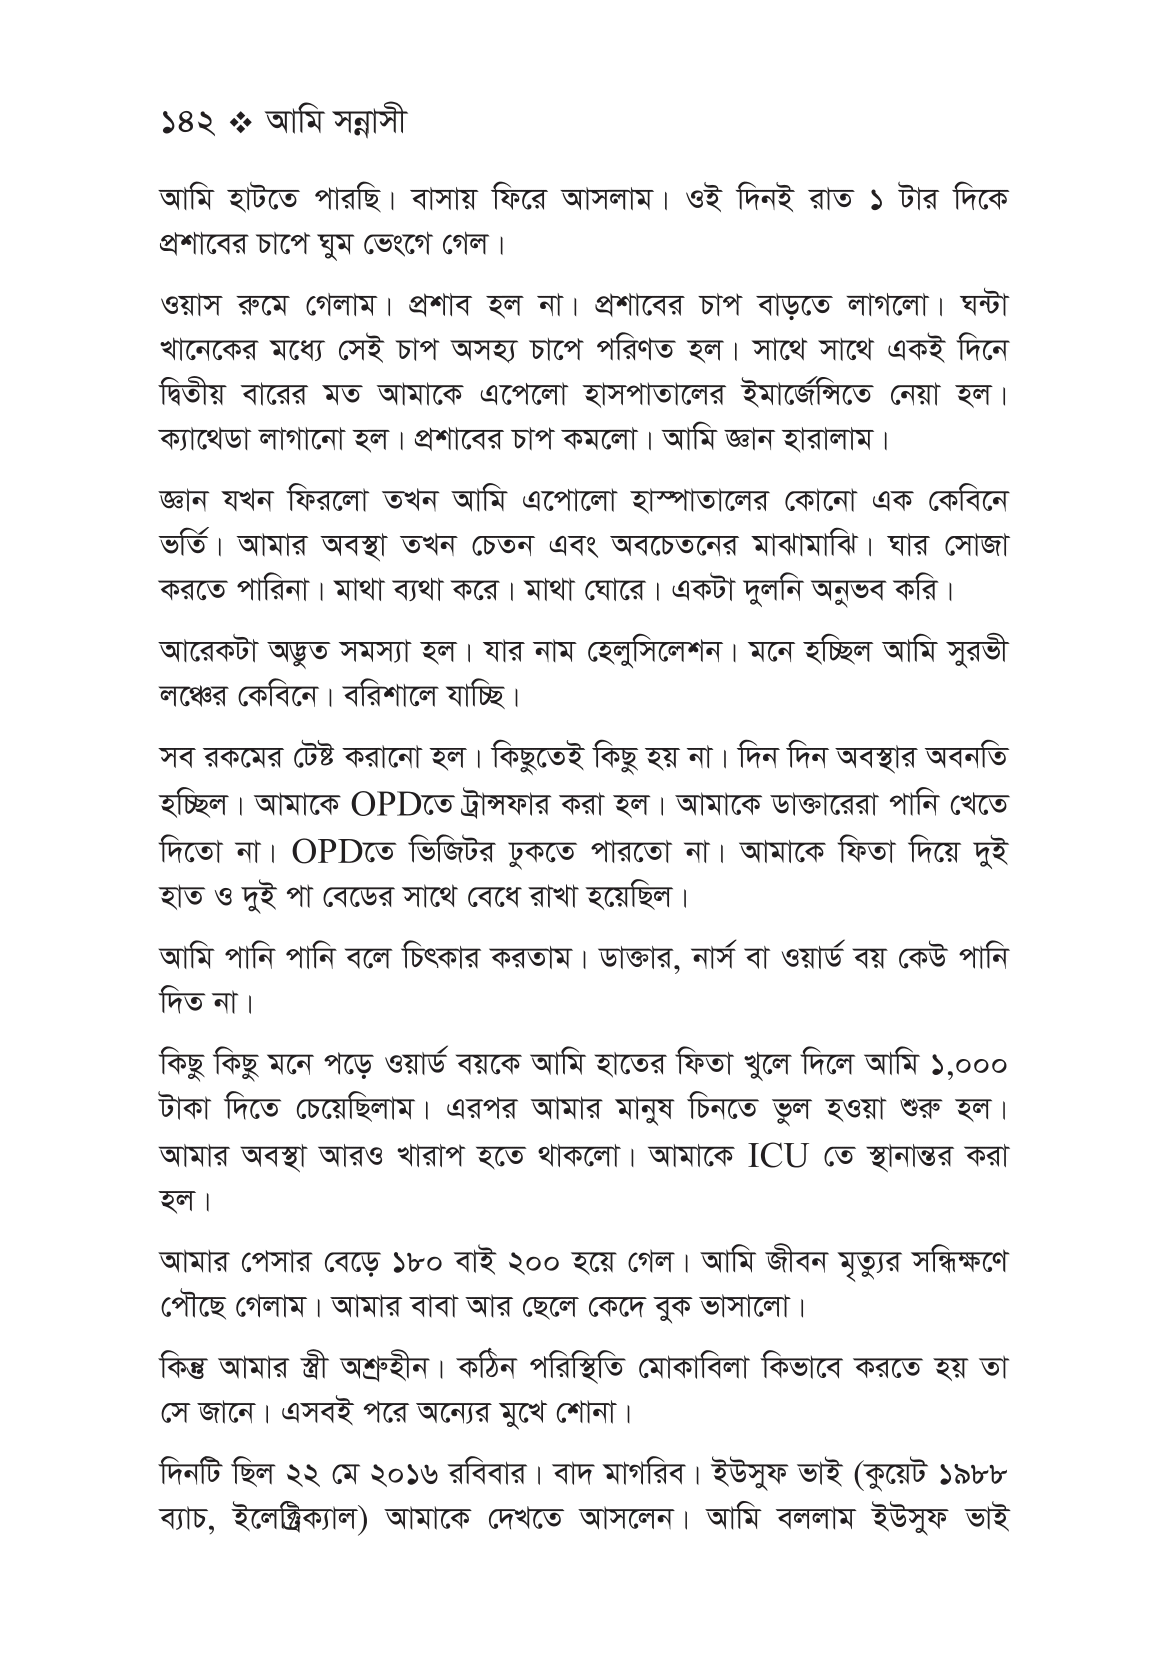 ১৪২ ❖ আমি সন্নাসী
আমি হাটতে পারছি। বাসায় ফিরে আসলাম। ওই দিনই রাত ১ টার দিকে
প্রশাবের চাপে ঘুম ভেংগে গেল।
ওয়াস রুমে গেলাম। প্রশাব হল না। প্রশাবের চাপ বাড়তে লাগলো। ঘন্টা
খানেকের মধ্যে সেই চাপ অসহ্য চাপে পরিণত হল। সাথে সাথে একই দিনে
দ্বিতীয় বারের মত আমাকে এপেলো হাসপাতালের ইমার্জেন্সিতে নেয়া হল।
ক্যাথেডা লাগানো হল। প্রশাবের চাপ কমলো। আমি জ্ঞান হারালাম।
জ্ঞান যখন ফিরলো তখন আমি এপোলো হাস্পাতালের কোনো এক কেবিনে
ভর্তি। আমার অবস্থা তখন চেতন এবং অবচেতনের মাঝামাঝি। ঘার সোজা
করতে পারিনা। মাথা ব্যথা করে। মাথা ঘোরে। একটা দুলনি অনুভব করি।
আরেকটা অদ্ভুত সমস্যা হল। যার নাম হেলুসিলেশন। মনে হচ্ছিল আমি সুরভী
লঞ্চের কেবিনে। বরিশালে যাচ্ছি।
সব রকমের টেষ্ট করানো হল। কিছুতেই কিছু হয় না। দিন দিন অবস্থার অবনতি
হচ্ছিল। আমাকে OPDতে ট্রান্সফার করা হল। আমাকে ডাক্তারেরা পানি খেতে
দিতো না। OPDতে ভিজিটর ঢুকতে পারতো না। আমাকে ফিতা দিয়ে দুই
হাত ও দুই পা বেডের সাথে বেধে রাখা হয়েছিল।
আমি পানি পানি বলে চিৎকার করতাম। ডাক্তার, নার্স বা ওয়ার্ড বয় কেউ পানি
দিত না।
কিছু কিছু মনে পড়ে ওয়ার্ড বয়কে আমি হাতের ফিতা খুলে দিলে আমি ১,০০০
টাকা দিতে চেয়েছিলাম। এরপর আমার মানুষ চিনতে ভুল হওয়া শুরু হল।
আমার অবস্থা আরও খারাপ হতে থাকলো। আমাকে ICU তে স্থানান্তর করা
হল।
আমার পেসার বেড়ে ১৮০ বাই ২০০ হয়ে গেল। আমি জীবন মৃত্যুর সন্ধিক্ষণে
পৌছে গেলাম। আমার বাবা আর ছেলে কেদে বুক ভাসালো।
কিন্তু আমার স্ত্রী অশ্রুহীন। কঠিন পরিস্থিতি মোকাবিলা কিভাবে করতে হয় তা
সে জানে। এসবই পরে অন্যের মুখে শোনা।
দিনটি ছিল ২২ মে ২০১৬ রবিবার। বাদ মাগরিব। ইউসুফ ভাই (কুয়েট ১৯৮৮
ব্যাচ, ইলেক্ট্রিক্যাল) আমাকে দেখতে আসলেন। আমি বললাম ইউসুফ ভাই